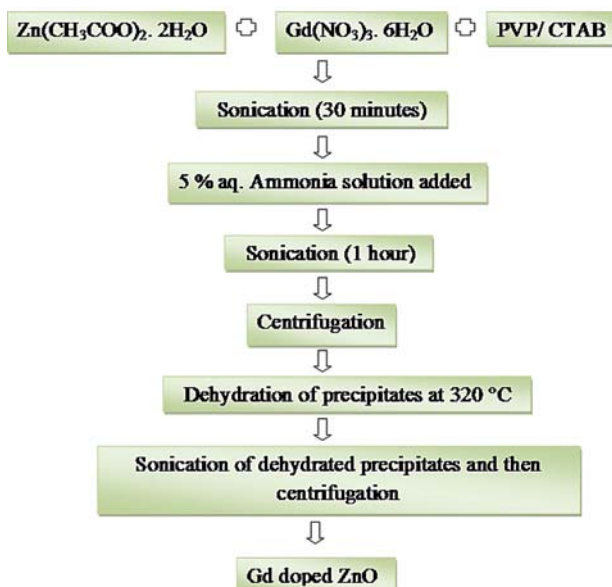 Zn(CH₃COO)₂. 2H₂O Gd(NO₃)₃. 6H₂O PVP/ CTAB
Sonication (30 minutes)
5 % aq. Ammonia solution added
Sonication (1 hour)
Centrifugation
Dehydration of precipitates at 320 °C
Sonication of dehydrated precipitates and then
centrifugation
Gd doped ZnO